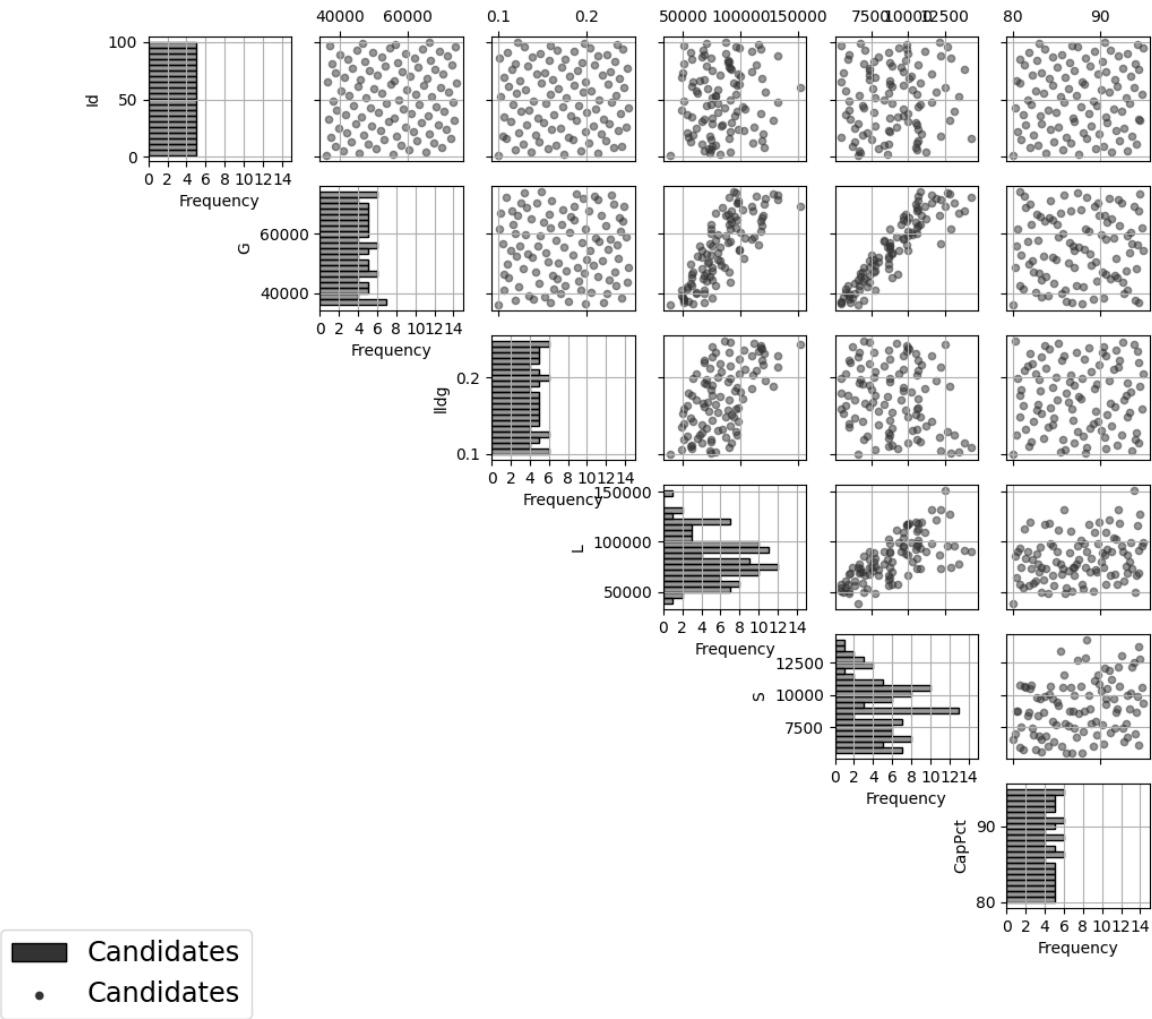 40000 60000 0.1 0.2 50000 100000 150000 7500 10000 12500 80 90
100
Id
50
0
0 2 4 6 8 10 12 14
Frequency
60000
G
40000
0 2 4 6 8 10 12 14
Frequency
0.2
lldg
0.1
0 2 4 6 8 10 12 14
Frequency
150000
L
100000
50000
0 2 4 6 8 10 12 14
Frequency
12500
S
10000
7500
0 2 4 6 8 10 12 14
Frequency
90
CapPct
80
0 2 4 6 8 10 12 14
Frequency
Candidates
Candidates